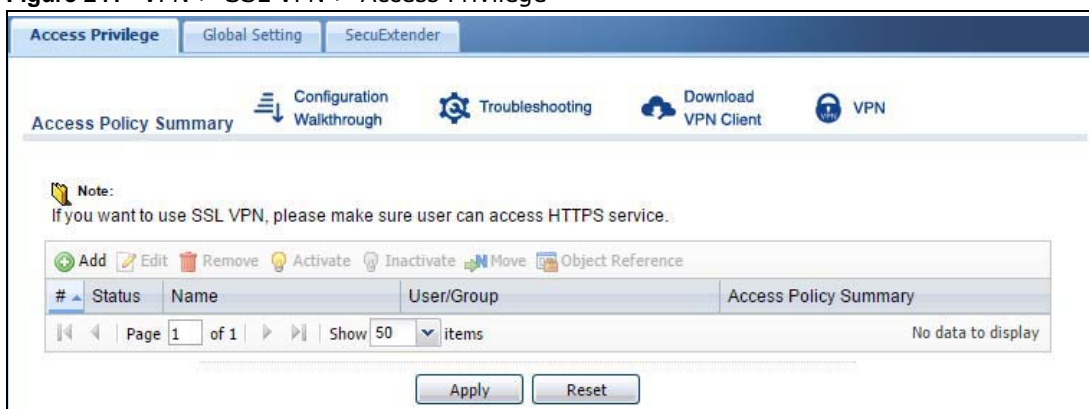 Access Privilege Global Setting SecuExtender
Access Policy Summary Configuration Walkthrough Troubleshooting Download VPN Client VPN
Note:
If you want to use SSL VPN, please make sure user can access HTTPS service.
Add Edit Remove Activate Inactivate Move Object Reference
# Status Name User/Group Access Policy Summary
Page 1 of 1 Show 50 items No data to display
Apply Reset